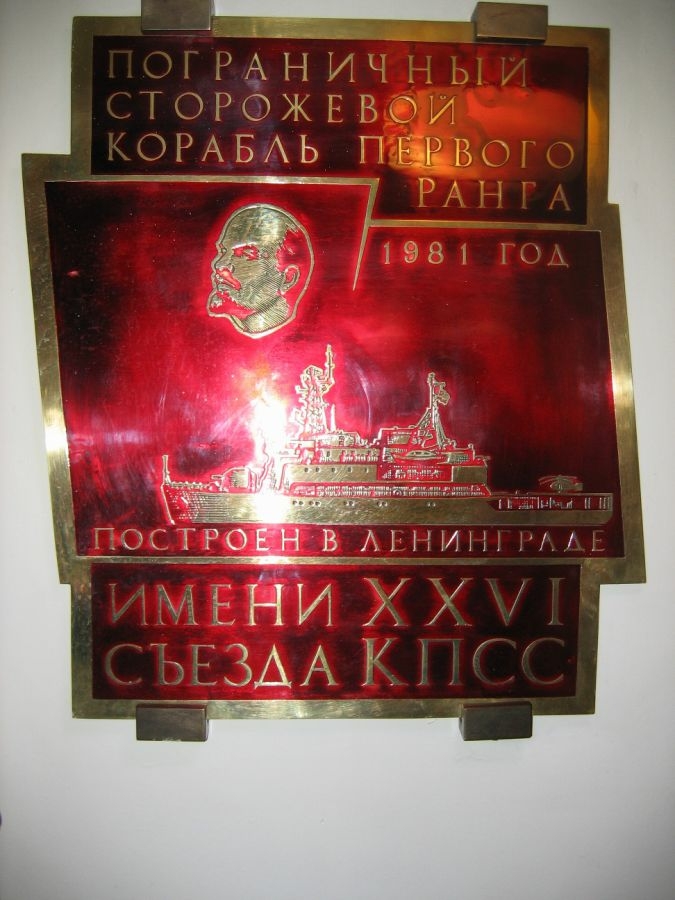 ПОГРАНИЧНЫЙ
СТОРОЖЕВОЙ
КОРАБЛЬ ПЕРВОГО
РАНГА
1981 ГОД
ПОСТРОЕН В ЛЕНИНГРАДЕ
ИМЕНИ XXVI
СЪЕЗДА КПСС